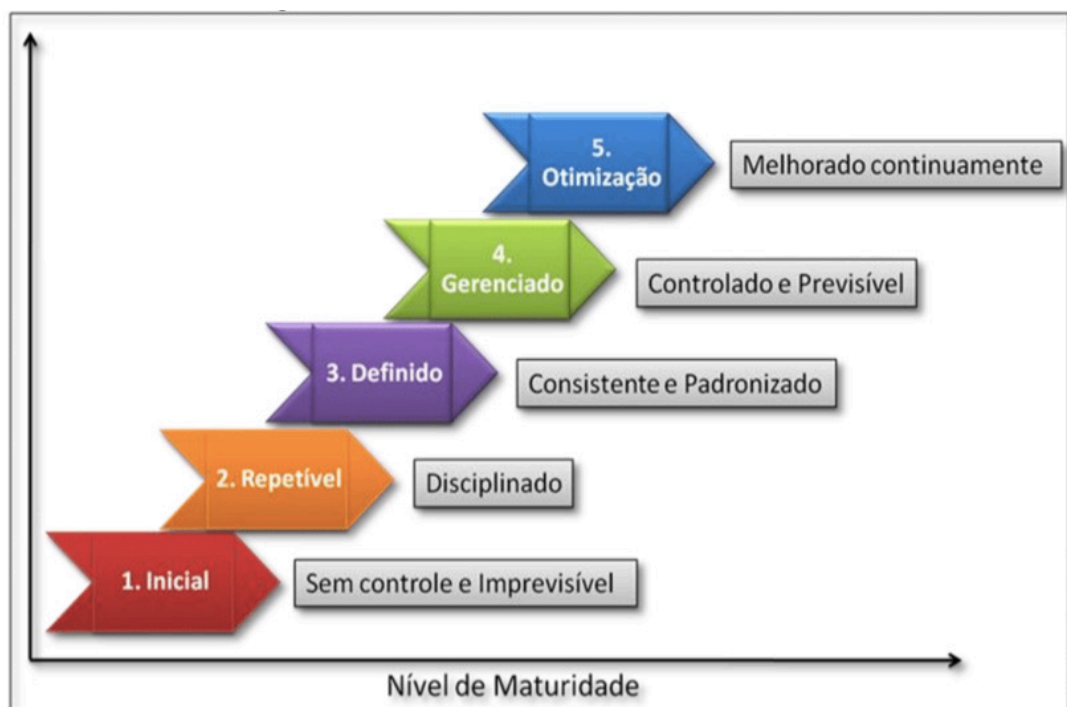 5.
Otimização
Melhorado continuamente
4.
Gerenciado
Controlado e Previsível
3. Definido
Consistente e Padronizado
2. Repetível
Disciplinado
1. Inicial
Sem controle e Imprevisível
Nível de Maturidade